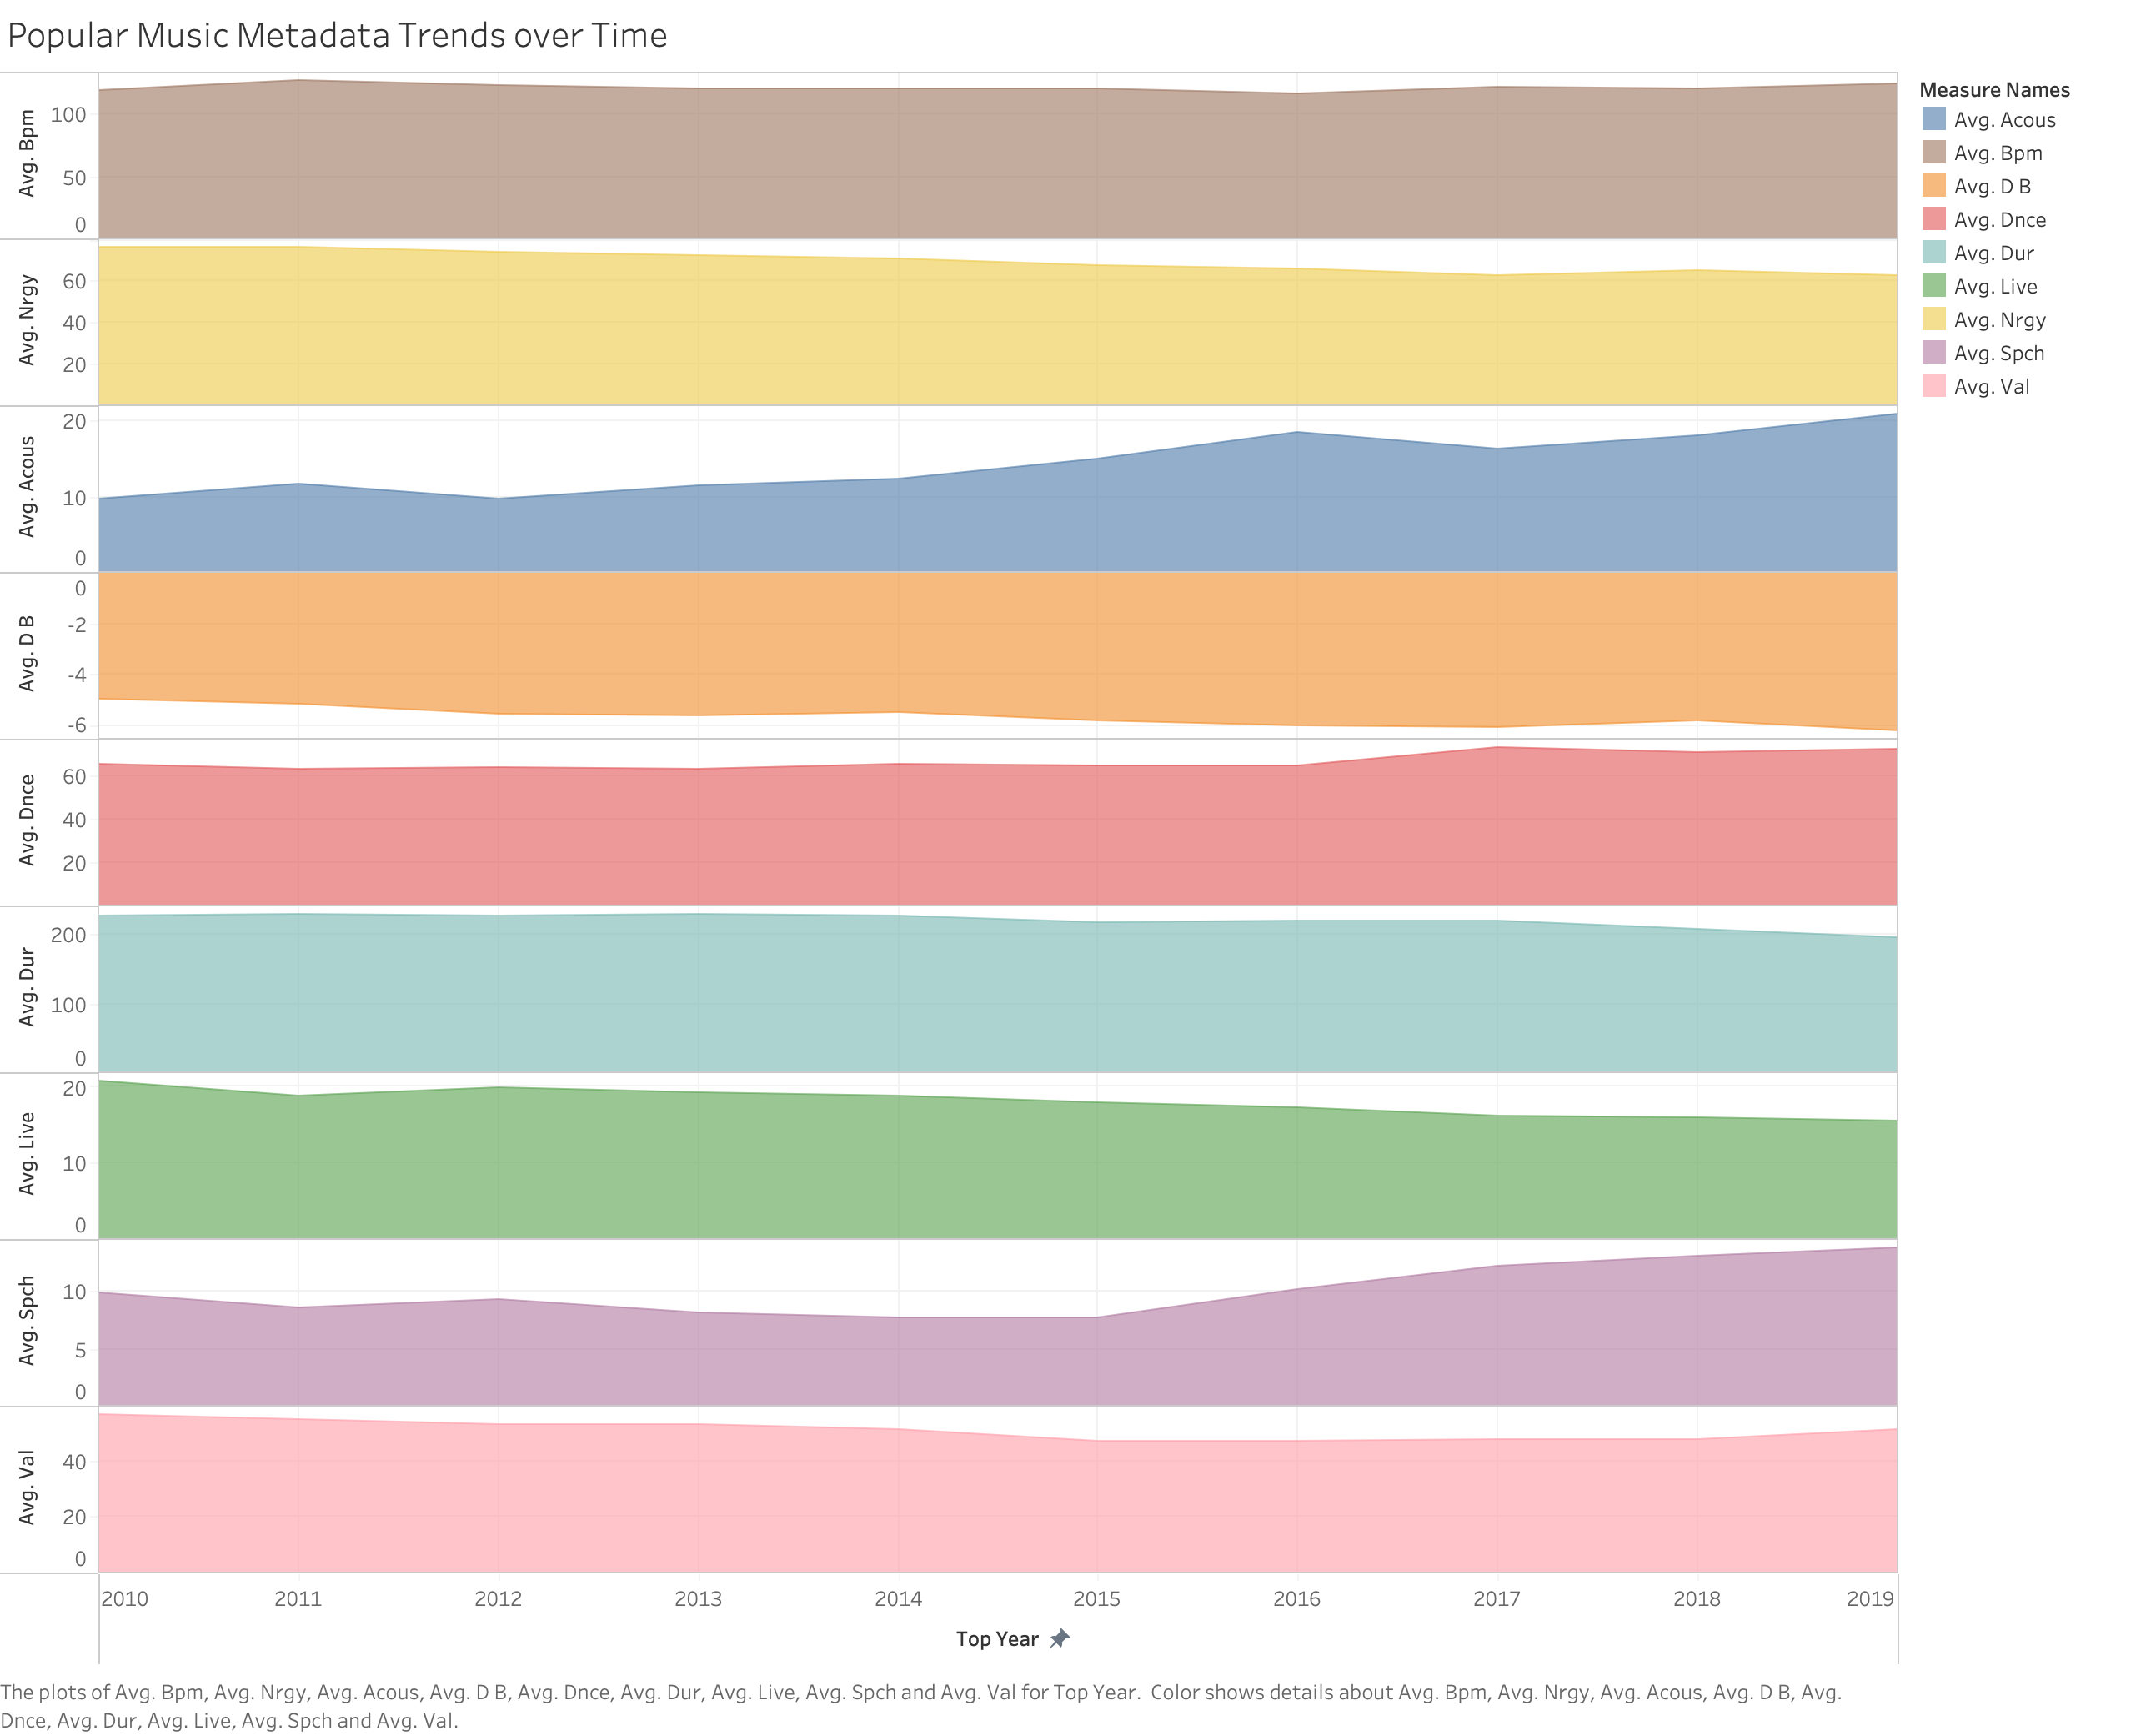 Popular Music Metadata Trends over Time
Avg. Bpm
100
50
0
Avg. Nrgy
60
40
20
Avg. Acous
20
10
0
Avg. D B
0
-2
-4
-6
Avg. Dnce
60
40
20
Avg. Dur
200
100
0
Avg. Live
20
10
0
Avg. Spch
10
5
0
Avg. Val
40
20
0
2010 2011 2012 2013 2014 2015 2016 2017 2018 2019
Top Year
Measure Names
Avg. Acous
Avg. Bpm
Avg. D B
Avg. Dnce
Avg. Dur
Avg. Live
Avg. Nrgy
Avg. Spch
Avg. Val
The plots of Avg. Bpm, Avg. Nrgy, Avg. Acous, Avg. D B, Avg. Dnce, Avg. Dur, Avg. Live, Avg. Spch and Avg. Val for Top Year.  Color shows details about Avg. Bpm, Avg. Nrgy, Avg. Acous, Avg. D B, Avg.
Dnce, Avg. Dur, Avg. Live, Avg. Spch and Avg. Val.